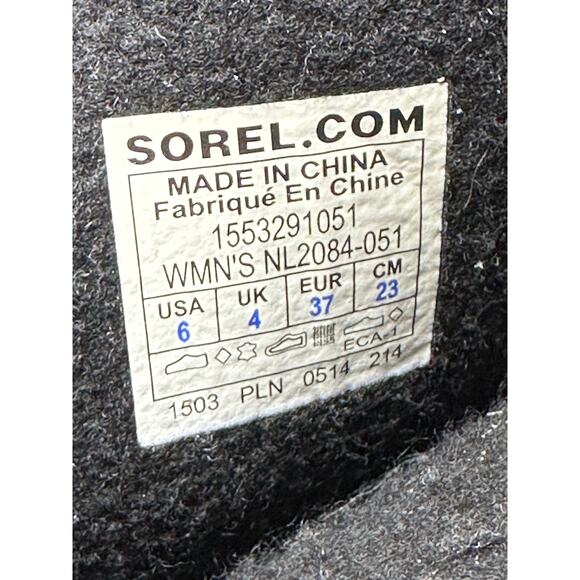 SOREL.COM
MADE IN CHINA
Fabriqué En Chine
1553291051
WMN'S NL2084-051
USA UK EUR CM
6 4 37 23
ECA-1
1503 PLN 0514 214